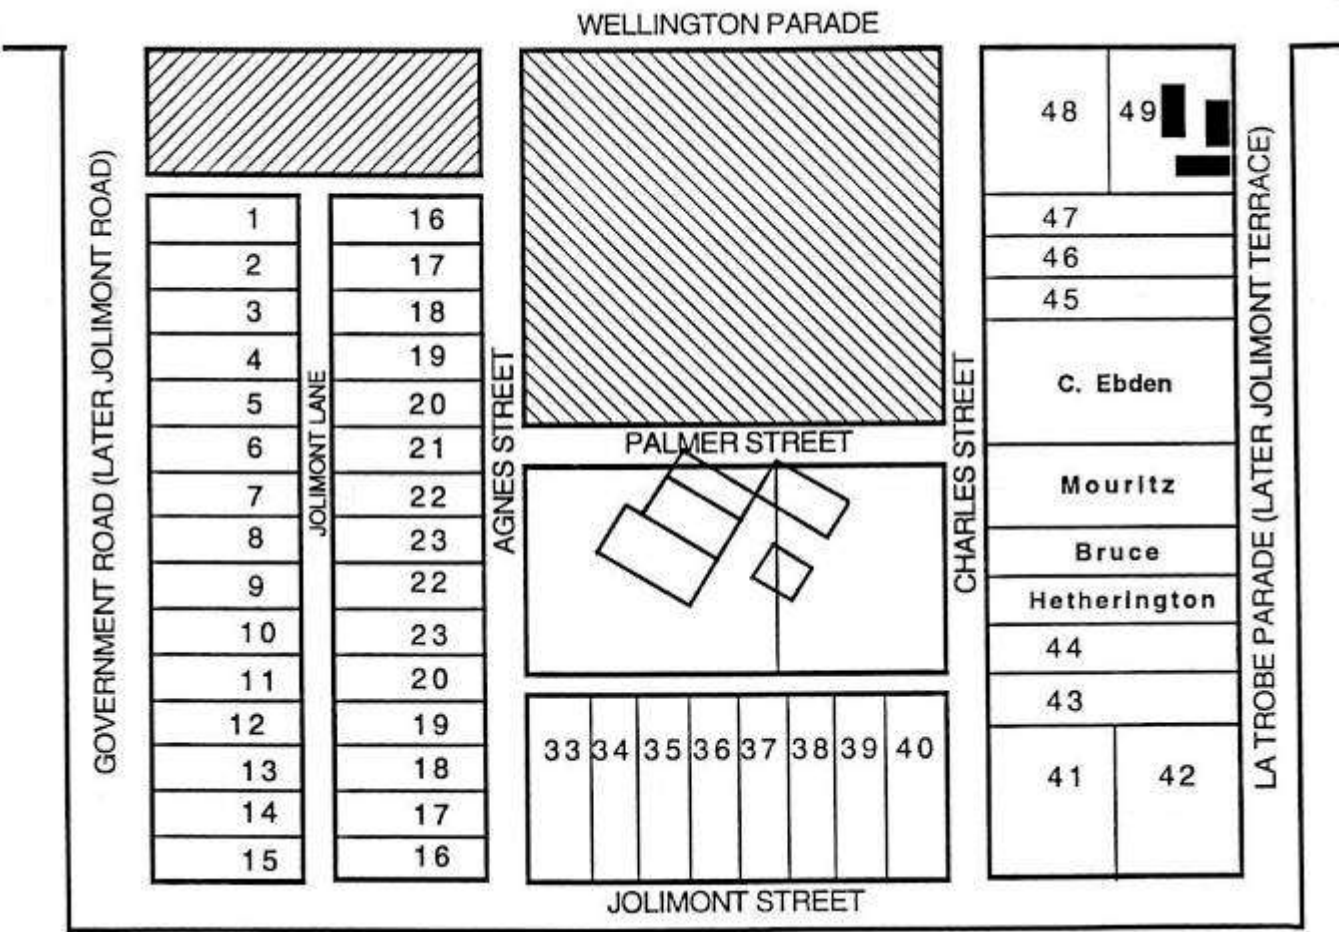 WELLINGTON PARADE
GOVERNMENT ROAD (LATER JOLIMONT ROAD)
1
2
3
4
5
6
7
8
9
10
11
12
13
14
15
JOLIMONT LANE
16
17
18
19
20
21
22
23
22
23
20
19
18
17
16
AGNES STREET
PALMER STREET
33 34 35 36 37 38 39 40
JOLIMONT STREET
CHARLES STREET
48 49
47
46
45
C. Ebden
Mouritz
Bruce
Hetherington
44
43
41 42
LA TROBE PARADE (LATER JOLIMONT TERRACE)